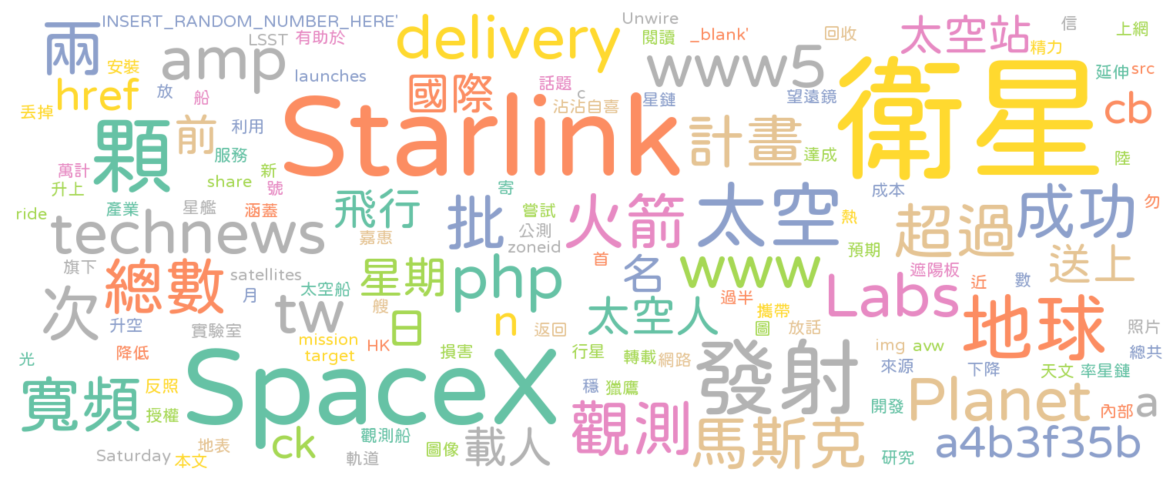 INSERT_RANDOM_NUMBER_HERE'
兩
安裝
amp
LSST
有助於
launches
delivery
Unwire
閱讀
_blank'
回收
太空站
精力
信
上網
href
放
船
丟掉
國際
話題
c
沾沾自喜
www5
星鏈
望遠鏡
衛星
延伸
src
cb
顆
前
利用
服務
Starlink
計畫
達成
陸
萬計
升上
share
新
號
ride
產業
星艦
涵蓋
飛行
嘉惠
批
寄
嘗試
公測
zoneid
火箭
太空
成本
熱
超過
成功
勿
technews
旗下
總數
satellites
太空船
月
星期
php
首
名
www
預期
遮陽板
近
數
送上
次
升空
實驗室
tw
艘
日
n
返回
太空人
過半
攜帶
圖
放話
Labs
地球
照片
光
降低
mission
target
HK
損害
行星
轉載
網路
發射
img
avw
來源
下降
天文
率星鏈
總共
寬頻
反照
授權
SpaceX
穩
獵鷹
觀測
馬斯克
開發
Planet
內部
a
地表
ck
觀測船
圖像
載人
Saturday
本文
軌道
研究
a4b3f35b